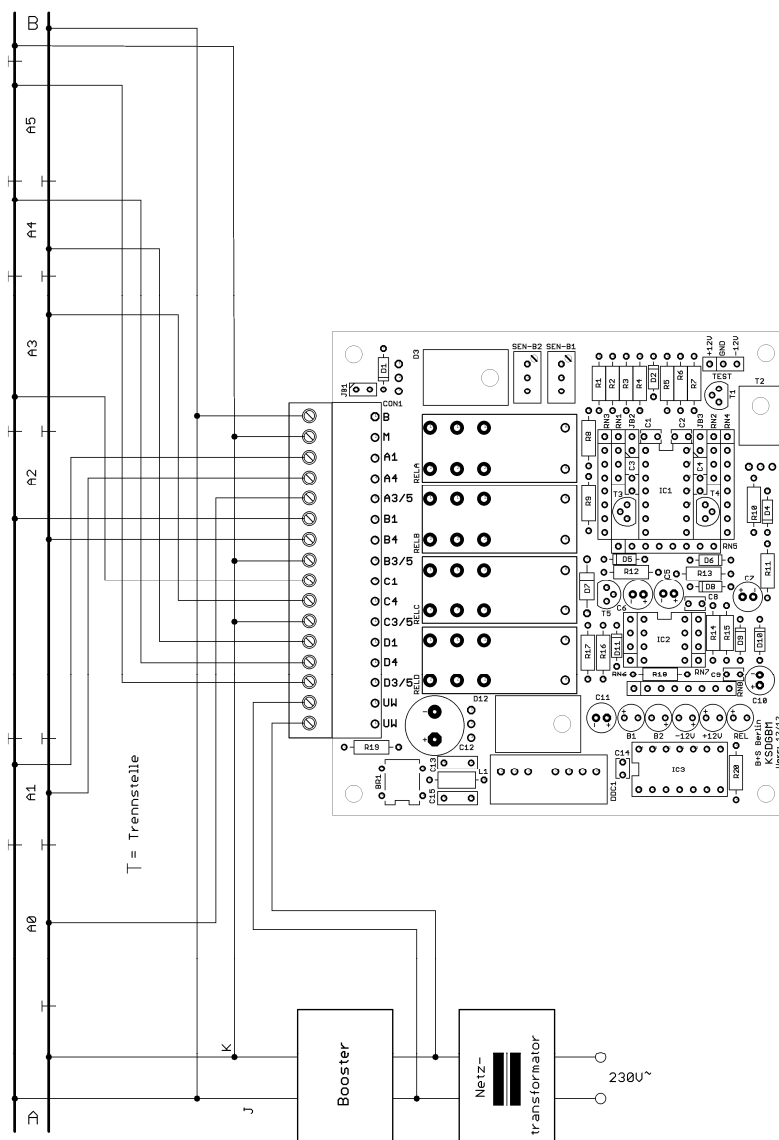 B
A5
A4
A3
A2
A1
A0
A
T = Trennstelle
K
J
Booster
Netz-
transformator
230V~
JB1
D1
CON1
B
M
A1
A4
A3/5
B1
B4
B3/5
C1
C4
C3/5
D1
D4
D3/5
UW
UW
D3
SEN-B2
SEN-B1
RELA
RELB
RELC
RELD
R1
R2
R3
R4
D2
R5
R6
R7
+12V
GND
-12V
TEST
T1
T2
R8
R9
RN3
RN1
JB2
C1
C2
JB3
RN2
RN4
C3
C4
T3
IC1
T4
RN5
R10
D4
R11
D5
R12
D6
R13
D8
D7
T5
C6
C5
C8
C7
R17
R16
D11
IC2
R14
R15
D9
D10
RN6
R18
RN7
C9
RN8
C10
D12
C12
C11
B1
B2
-12V
+12V
REL
R19
BR1
C13
L1
C15
DDC1
C14
IC3
R20
B+S Berlin
KSDGBM